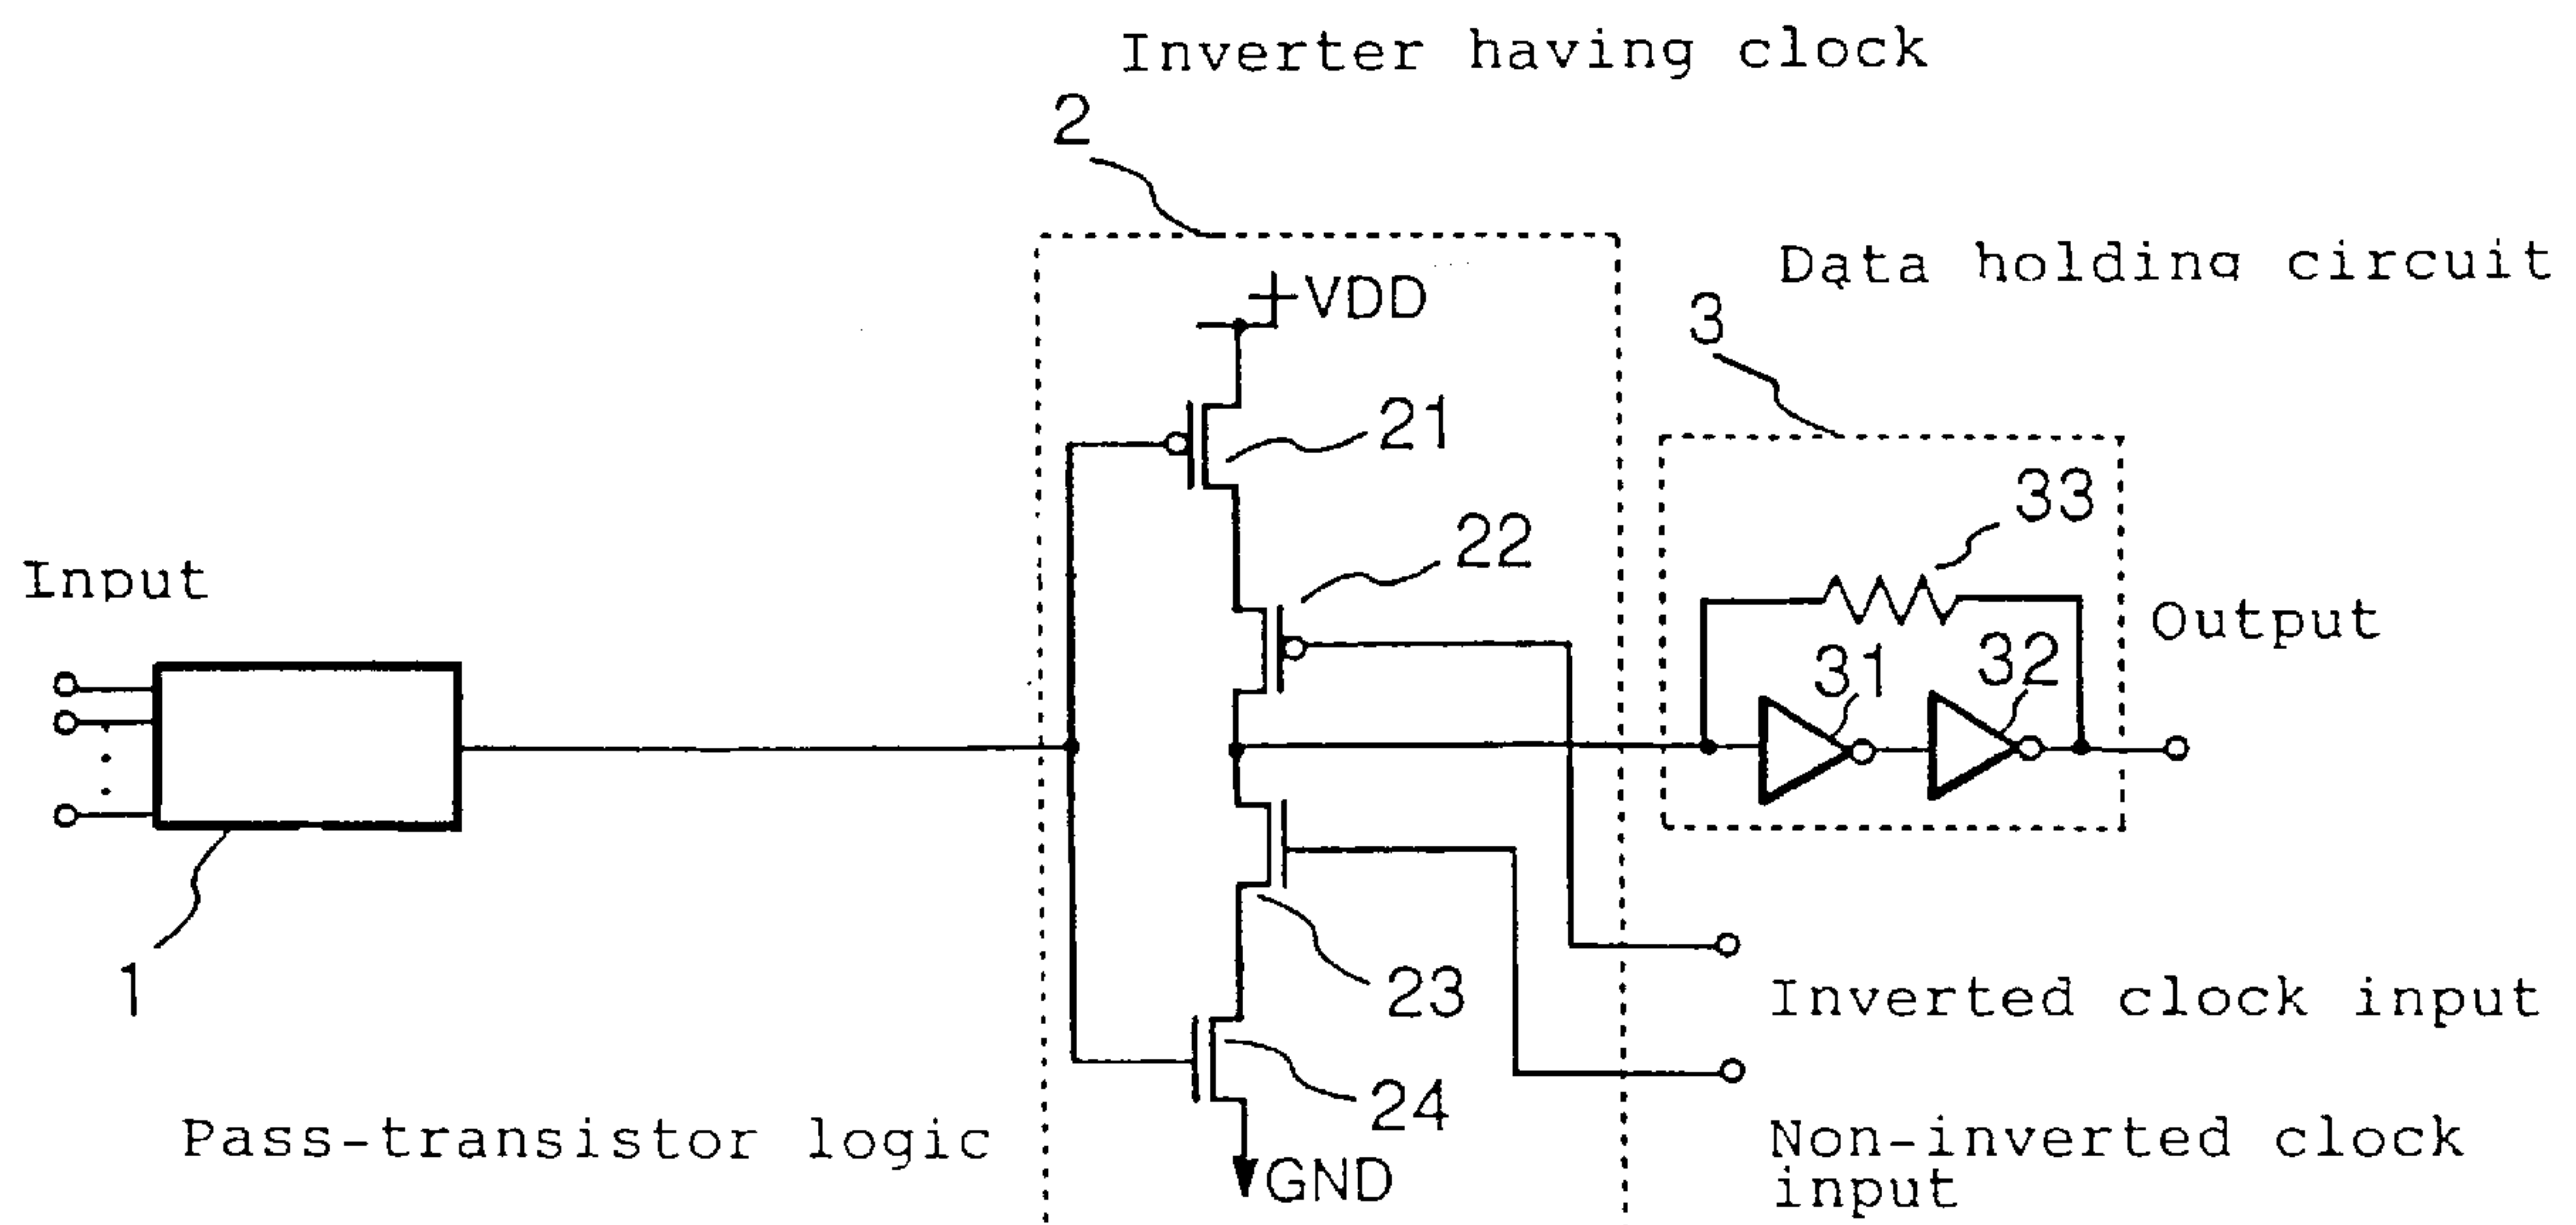 Inverter having clock
2
Data holding circuit
+VDD
3
21
33
22
Input
Output
31
32
1
23
Inverted clock input
24
Pass-transistor logic
Non-inverted clock
input
GND